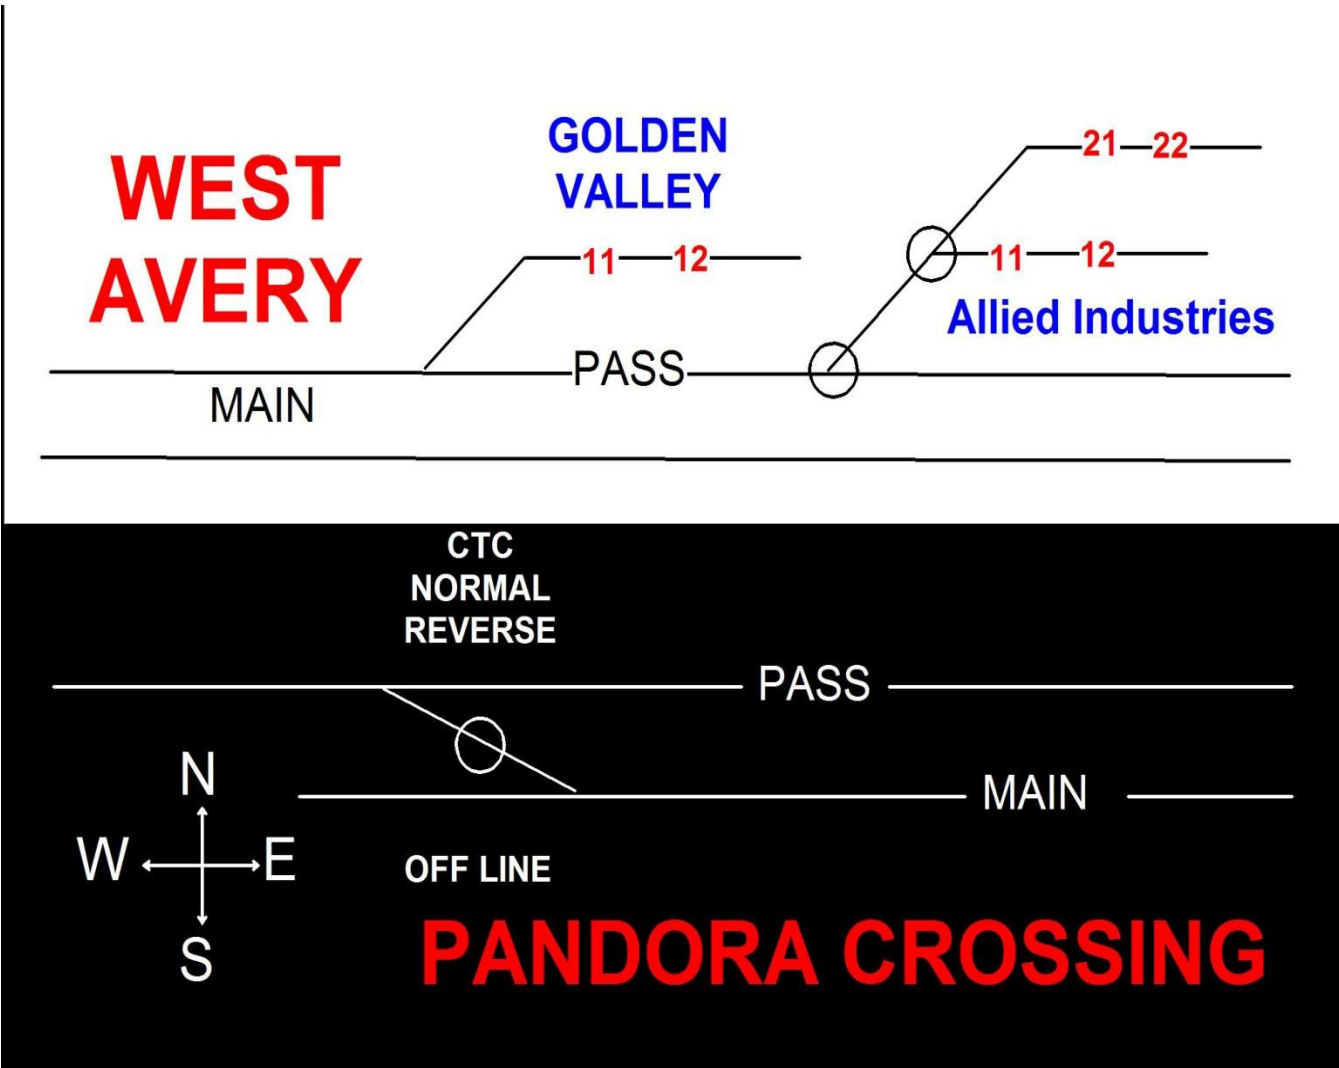 WEST
AVERY
GOLDEN
VALLEY
11 12
21 22
11 12
Allied Industries
PASS
MAIN
CTC
NORMAL
REVERSE
PASS
MAIN
N
W E
S
OFF LINE
PANDORA CROSSING